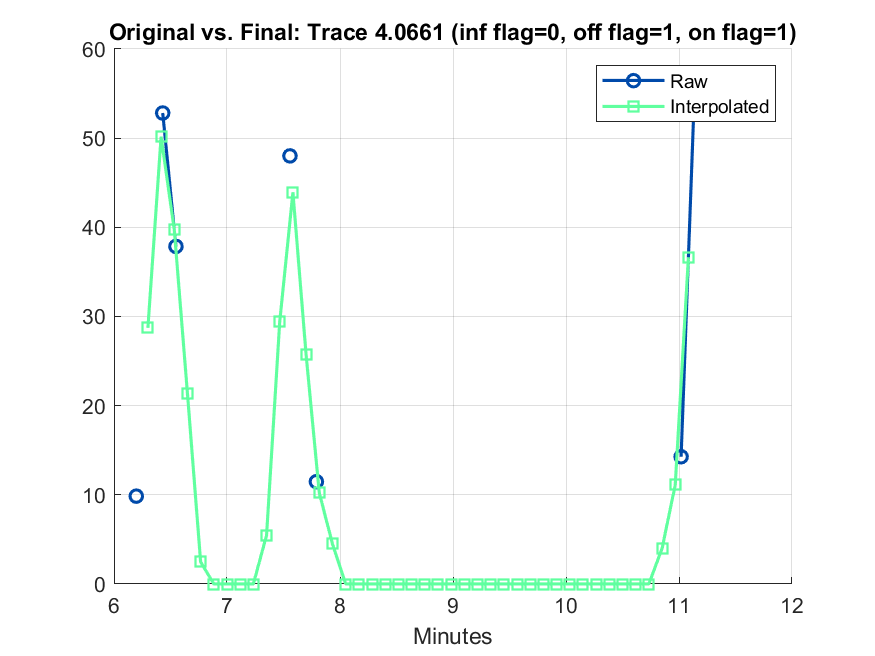 Original vs. Final: Trace 4.0661 (inf flag=0, off flag=1, on flag=1)
60
50
40
30
20
10
0
Raw
Interpolated
6 7 8 9 10 11 12
Minutes